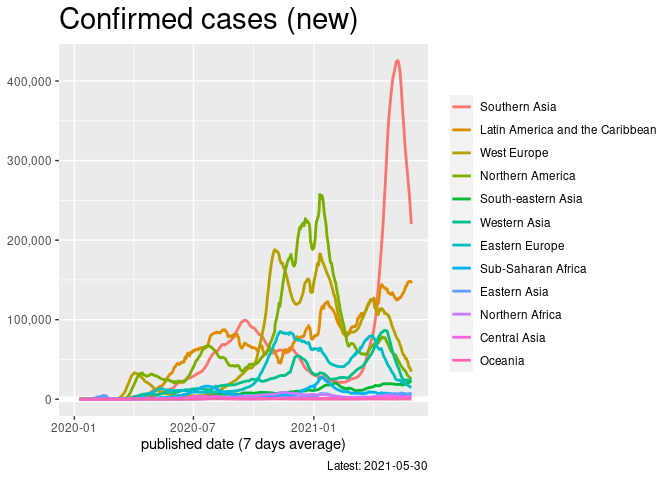 Confirmed cases (new)
400,000
300,000
200,000
100,000
0
2020-01
2020-07
2021-01
published date (7 days average)
Latest: 2021-05-30
Southern Asia
Latin America and the Caribbean
West Europe
Northern America
South-eastern Asia
Western Asia
Eastern Europe
Sub-Saharan Africa
Eastern Asia
Northern Africa
Central Asia
Oceania